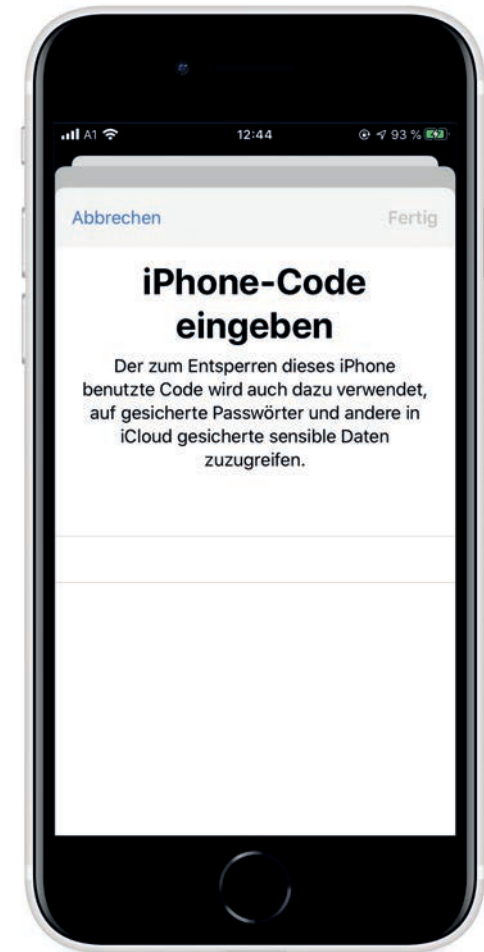 A1 12:44 93 %
Abbrechen Fertig
iPhone-Code
eingeben
Der zum Entsperren dieses iPhone
benutzte Code wird auch dazu verwendet,
auf gesicherte Passwörter und andere in
iCloud gesicherte sensible Daten
zuzugreifen.